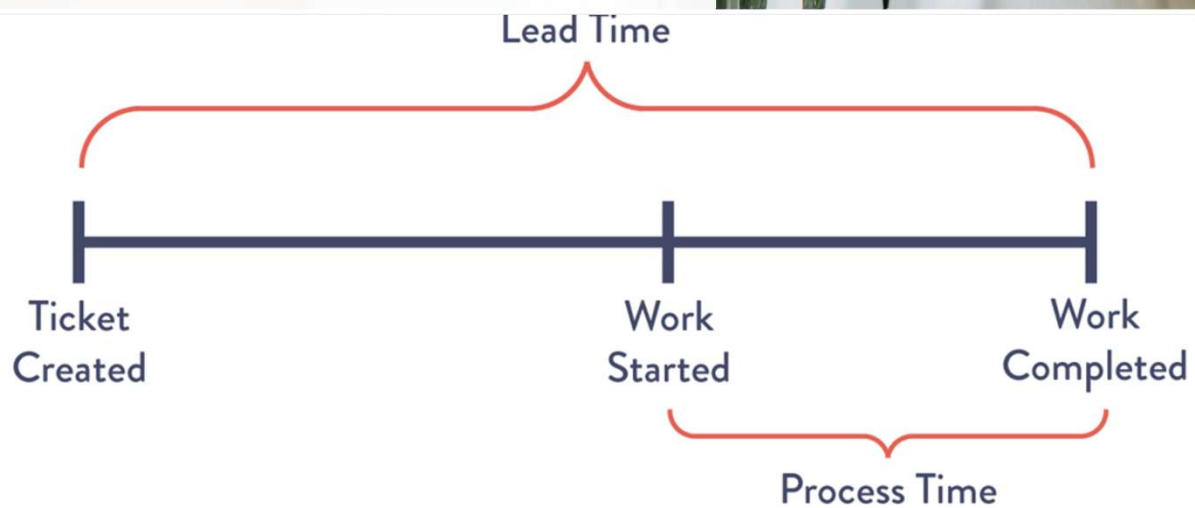 Lead Time
Ticket
Created
Work
Started
Work
Completed
Process Time